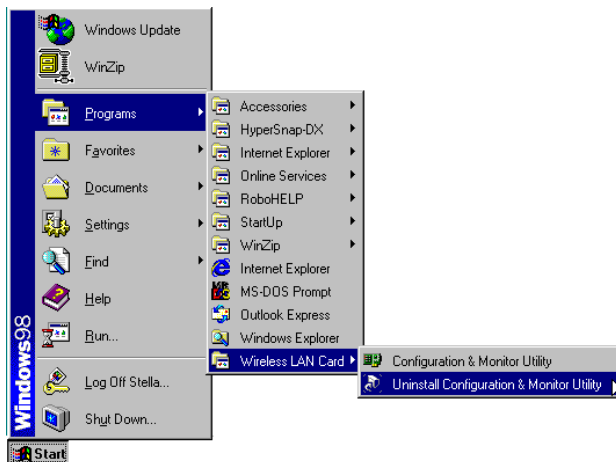 Windows Update
WinZip
Programs
Favorites
Documents
Settings
Find
Help
Run...
Log Off Stella...
Shut Down...
Windows98
Start
Accessories
HyperSnap-DX
Internet Explorer
Online Services
RoboHELP
StartUp
WinZip
Internet Explorer
MS-DOS Prompt
Outlook Express
Windows Explorer
Wireless LAN Card
Configuration & Monitor Utility
Uninstall Configuration & Monitor Utility